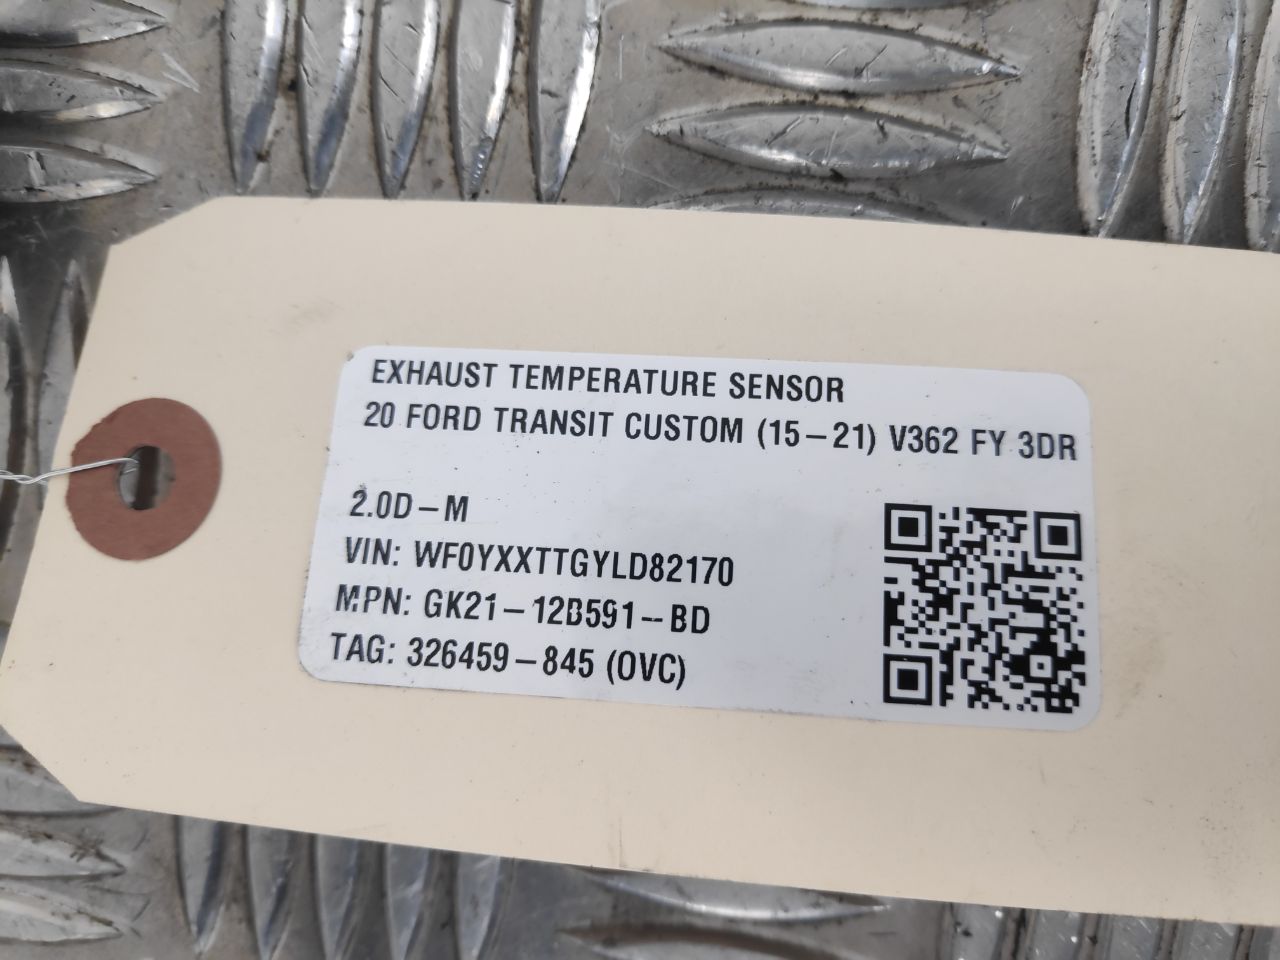 EXHAUST TEMPERATURE SENSOR
20 FORD TRANSIT CUSTOM (15-21) V362 FY 3DR
2.0D-M
VIN: WF0YXXTTGYLD82170
MPN: GK21-12B591-BD
TAG: 326459-845 (OVC)